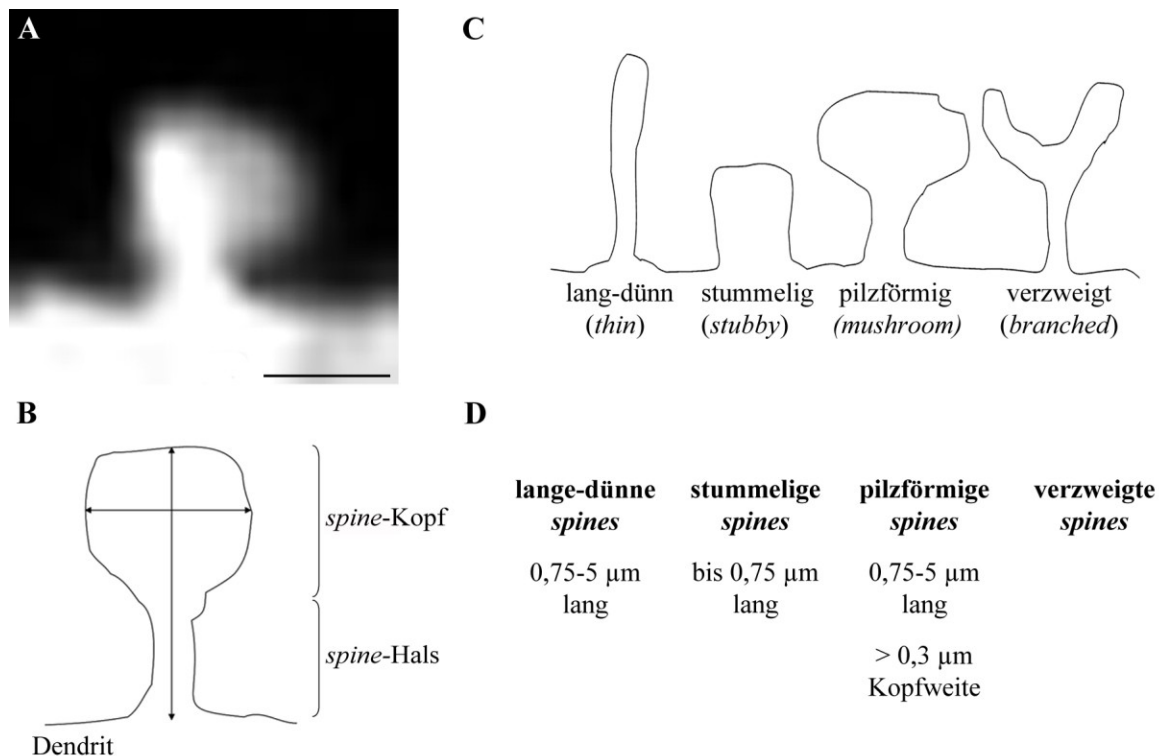 A
C
lang-dünn
(thin)
stummelig
(stubby)
pilzförmig
(mushroom)
verzweigt
(branched)
B
spine-Kopf
spine-Hals
Dendrit
D
lange-dünne
spines
stummelige
spines
pilzförmige
spines
verzweigte
spines
0,75-5 µm
lang
bis 0,75 µm
lang
0,75-5 µm
lang
> 0,3 µm
Kopfweite